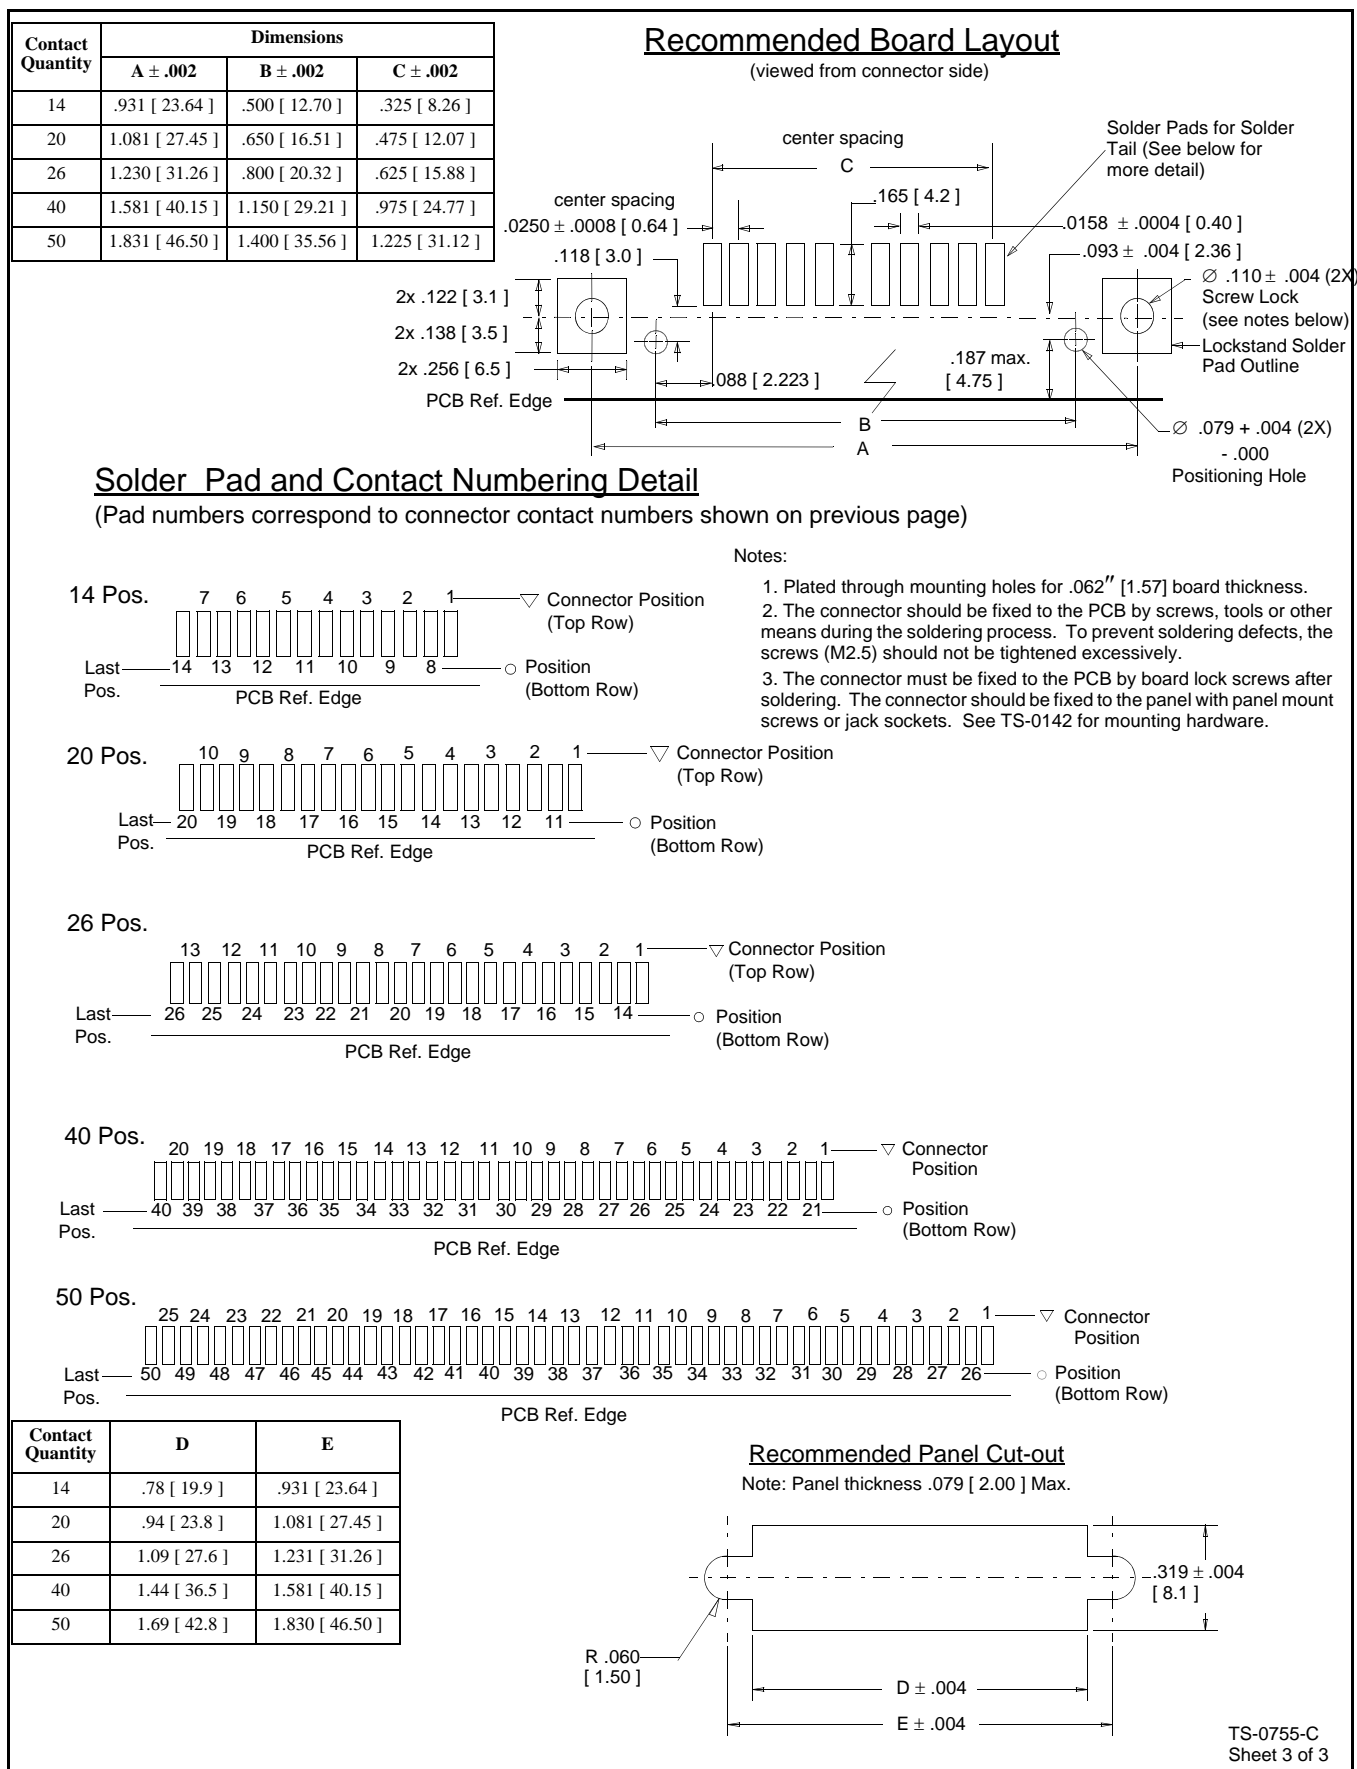 Contact Quantity | Dimensions
A ± .002 | B ± .002 | C ± .002
14 | .931 [ 23.64 ] | .500 [ 12.70 ] | .325 [ 8.26 ]
20 | 1.081 [ 27.45 ] | .650 [ 16.51 ] | .475 [ 12.07 ]
26 | 1.230 [ 31.26 ] | .800 [ 20.32 ] | .625 [ 15.88 ]
40 | 1.581 [ 40.15 ] | 1.150 [ 29.21 ] | .975 [ 24.77 ]
50 | 1.831 [ 46.50 ] | 1.400 [ 35.56 ] | 1.225 [ 31.12 ]
Recommended Board Layout
(viewed from connector side)
center spacing
C
Solder Pads for Solder
Tail (See below for
more detail)
center spacing
.0250 ± .0008 [ 0.64 ]
.165 [ 4.2 ]
.0158 ± .0004 [ 0.40 ]
.118 [ 3.0 ]
.093 ± .004 [ 2.36 ]
2x .122 [ 3.1 ]
2x .138 [ 3.5 ]
2x .256 [ 6.5 ]
∅ .110 ± .004 (2X)
Screw Lock
(see notes below)
Lockstand Solder
Pad Outline
.088 [ 2.223 ]
.187 max.
[ 4.75 ]
PCB Ref. Edge
B
A
∅ .079 + .004 (2X)
- .000
Positioning Hole
Solder Pad and Contact Numbering Detail
(Pad numbers correspond to connector contact numbers shown on previous page)
Notes:
1. Plated through mounting holes for .062″ [1.57] board thickness.
2. The connector should be fixed to the PCB by screws, tools or other
means during the soldering process. To prevent soldering defects, the
screws (M2.5) should not be tightened excessively.
3. The connector must be fixed to the PCB by board lock screws after
soldering. The connector should be fixed to the panel with panel mount
screws or jack sockets. See TS-0142 for mounting hardware.
14 Pos.
7 6 5 4 3 2 1 ▽ Connector Position
(Top Row)
Last
Pos.
14 13 12 11 10 9 8 ○ Position
(Bottom Row)
PCB Ref. Edge
20 Pos.
10 9 8 7 6 5 4 3 2 1 ▽ Connector Position
(Top Row)
Last
Pos.
20 19 18 17 16 15 14 13 12 11 ○ Position
(Bottom Row)
PCB Ref. Edge
26 Pos.
13 12 11 10 9 8 7 6 5 4 3 2 1 ▽ Connector Position
(Top Row)
Last
Pos.
26 25 24 23 22 21 20 19 18 17 16 15 14 ○ Position
(Bottom Row)
PCB Ref. Edge
40 Pos.
20 19 18 17 16 15 14 13 12 11 10 9 8 7 6 5 4 3 2 1 ▽ Connector
Position
Last
Pos.
40 39 38 37 36 35 34 33 32 31 30 29 28 27 26 25 24 23 22 21 ○ Position
(Bottom Row)
PCB Ref. Edge
50 Pos.
25 24 23 22 21 20 19 18 17 16 15 14 13 12 11 10 9 8 7 6 5 4 3 2 1 ▽ Connector
Position
Last
Pos.
50 49 48 47 46 45 44 43 42 41 40 39 38 37 36 35 34 33 32 31 30 29 28 27 26 ○ Position
(Bottom Row)
PCB Ref. Edge
Contact Quantity | D | E
14 | .78 [ 19.9 ] | .931 [ 23.64 ]
20 | .94 [ 23.8 ] | 1.081 [ 27.45 ]
26 | 1.09 [ 27.6 ] | 1.231 [ 31.26 ]
40 | 1.44 [ 36.5 ] | 1.581 [ 40.15 ]
50 | 1.69 [ 42.8 ] | 1.830 [ 46.50 ]
Recommended Panel Cut-out
Note: Panel thickness .079 [ 2.00 ] Max.
.319 ± .004
[ 8.1 ]
R .060
[ 1.50 ]
D ± .004
E ± .004
TS-0755-C
Sheet 3 of 3